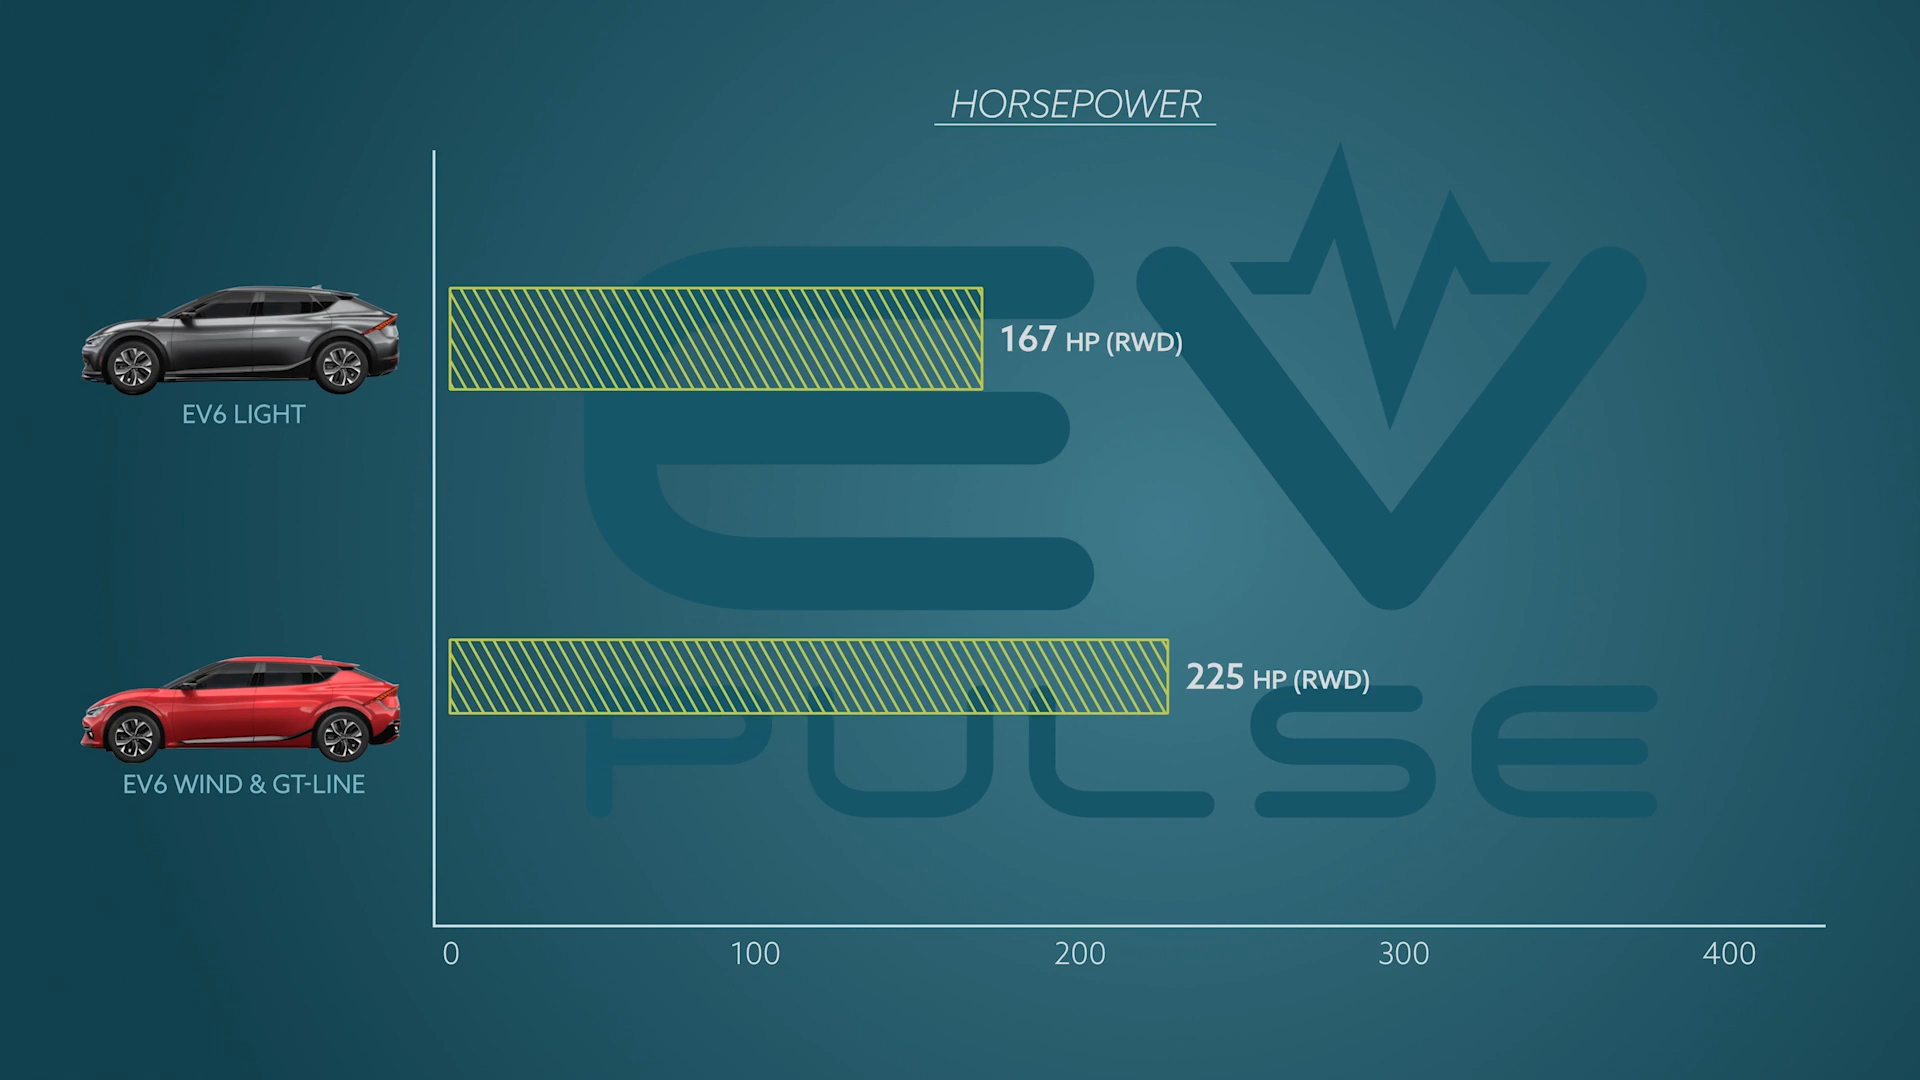 HORSEPOWER
167 HP (RWD)
EV6 LIGHT
225 HP (RWD)
EV6 WIND & GT-LINE
EV
PULSE
0 100 200 300 400